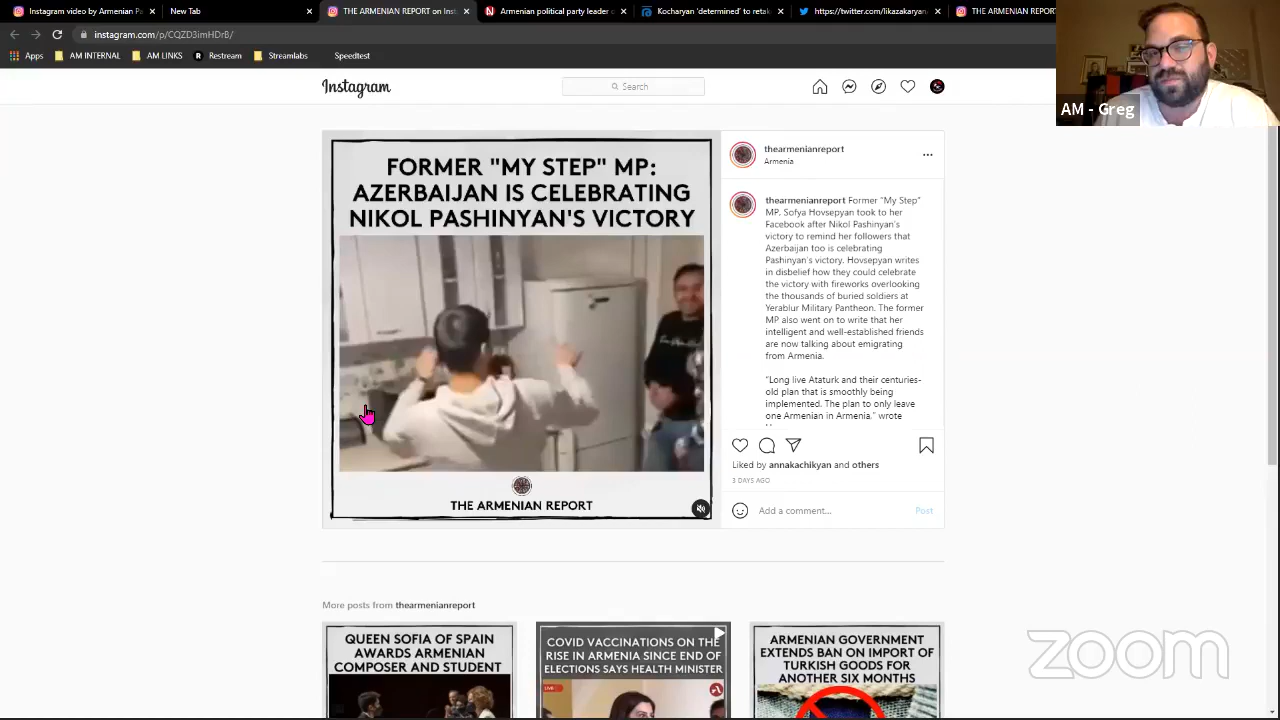 Instagram video by Armenian Pa
New Tab
THE ARMENIAN REPORT on Inst
Armenian political party leader c
Kocharyan 'determined' to retak
https://twitter.com/likazakaryan
THE ARMENIAN REPORT
instagram.com/p/CQZD3imHDrB/
Apps
AM INTERNAL
AM LINKS
Restream
Streamlabs
Speedtest
AM - Greg
Instagram
Search
FORMER "MY STEP" MP:
AZERBAIJAN IS CELEBRATING
NIKOL PASHINYAN'S VICTORY
THE ARMENIAN REPORT
thearmenianreport
Armenia
thearmenianreport Former "My Step"
MP, Sofya Hovsepyan took to her
Facebook after Nikol Pashinyan's
victory to remind her followers that
Azerbaijan too is celebrating
Pashinyan's victory. Hovsepyan writes
in disbelief how they could celebrate
the victory with fireworks overlooking
the thousands of buried soldiers at
Yerablur Military Pantheon. The former
MP also went on to write that her
intelligent and well-established friends
are now talking about emigrating
from Armenia.
"Long live Ataturk and their centuries-
old plan that is smoothly being
implemented. The plan to only leave
one Armenian in Armenia," wrote
Liked by annakachikyan and others
3 DAYS AGO
Add a comment...
Post
More posts from thearmenianreport
QUEEN SOFIA OF SPAIN
AWARDS ARMENIAN
COMPOSER AND STUDENT
COVID VACCINATIONS ON THE
RISE IN ARMENIA SINCE END OF
ELECTIONS SAYS HEALTH MINISTER
LIVE
ARMENIAN GOVERNMENT
EXTENDS BAN ON IMPORT OF
TURKISH GOODS FOR
ANOTHER SIX MONTHS
zoom